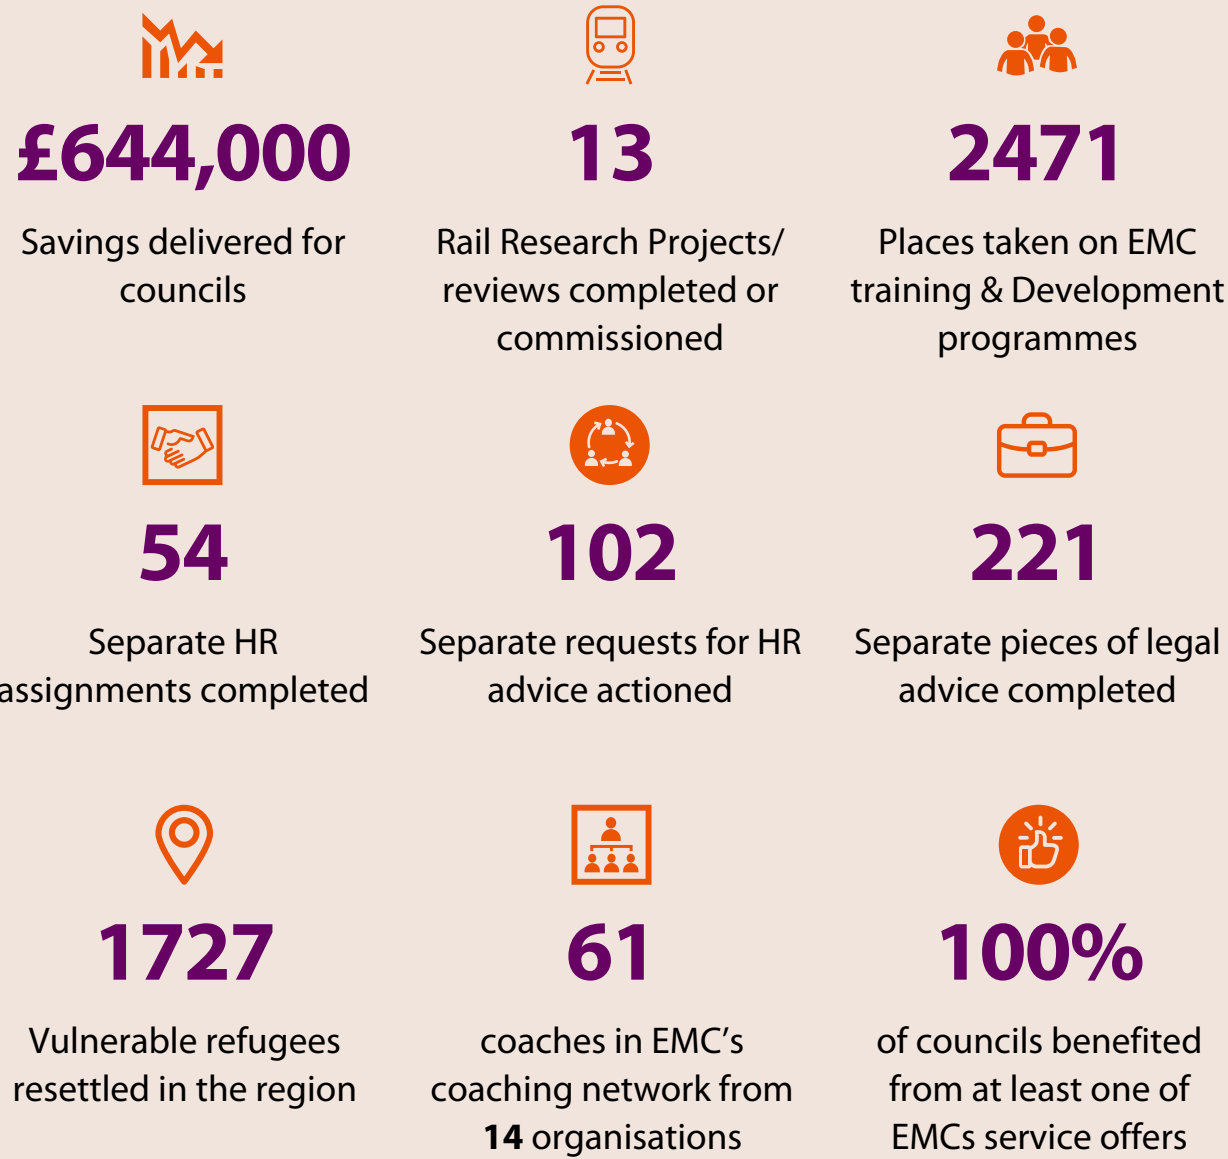 £644,000
Savings delivered for
councils
13
Rail Research Projects/
reviews completed or
commissioned
2471
Places taken on EMC
training & Development
programmes
54
Separate HR
assignments completed
102
Separate requests for HR
advice actioned
221
Separate pieces of legal
advice completed
1727
Vulnerable refugees
resettled in the region
61
coaches in EMC’s
coaching network from
14 organisations
100%
of councils benefited
from at least one of
EMCs service offers